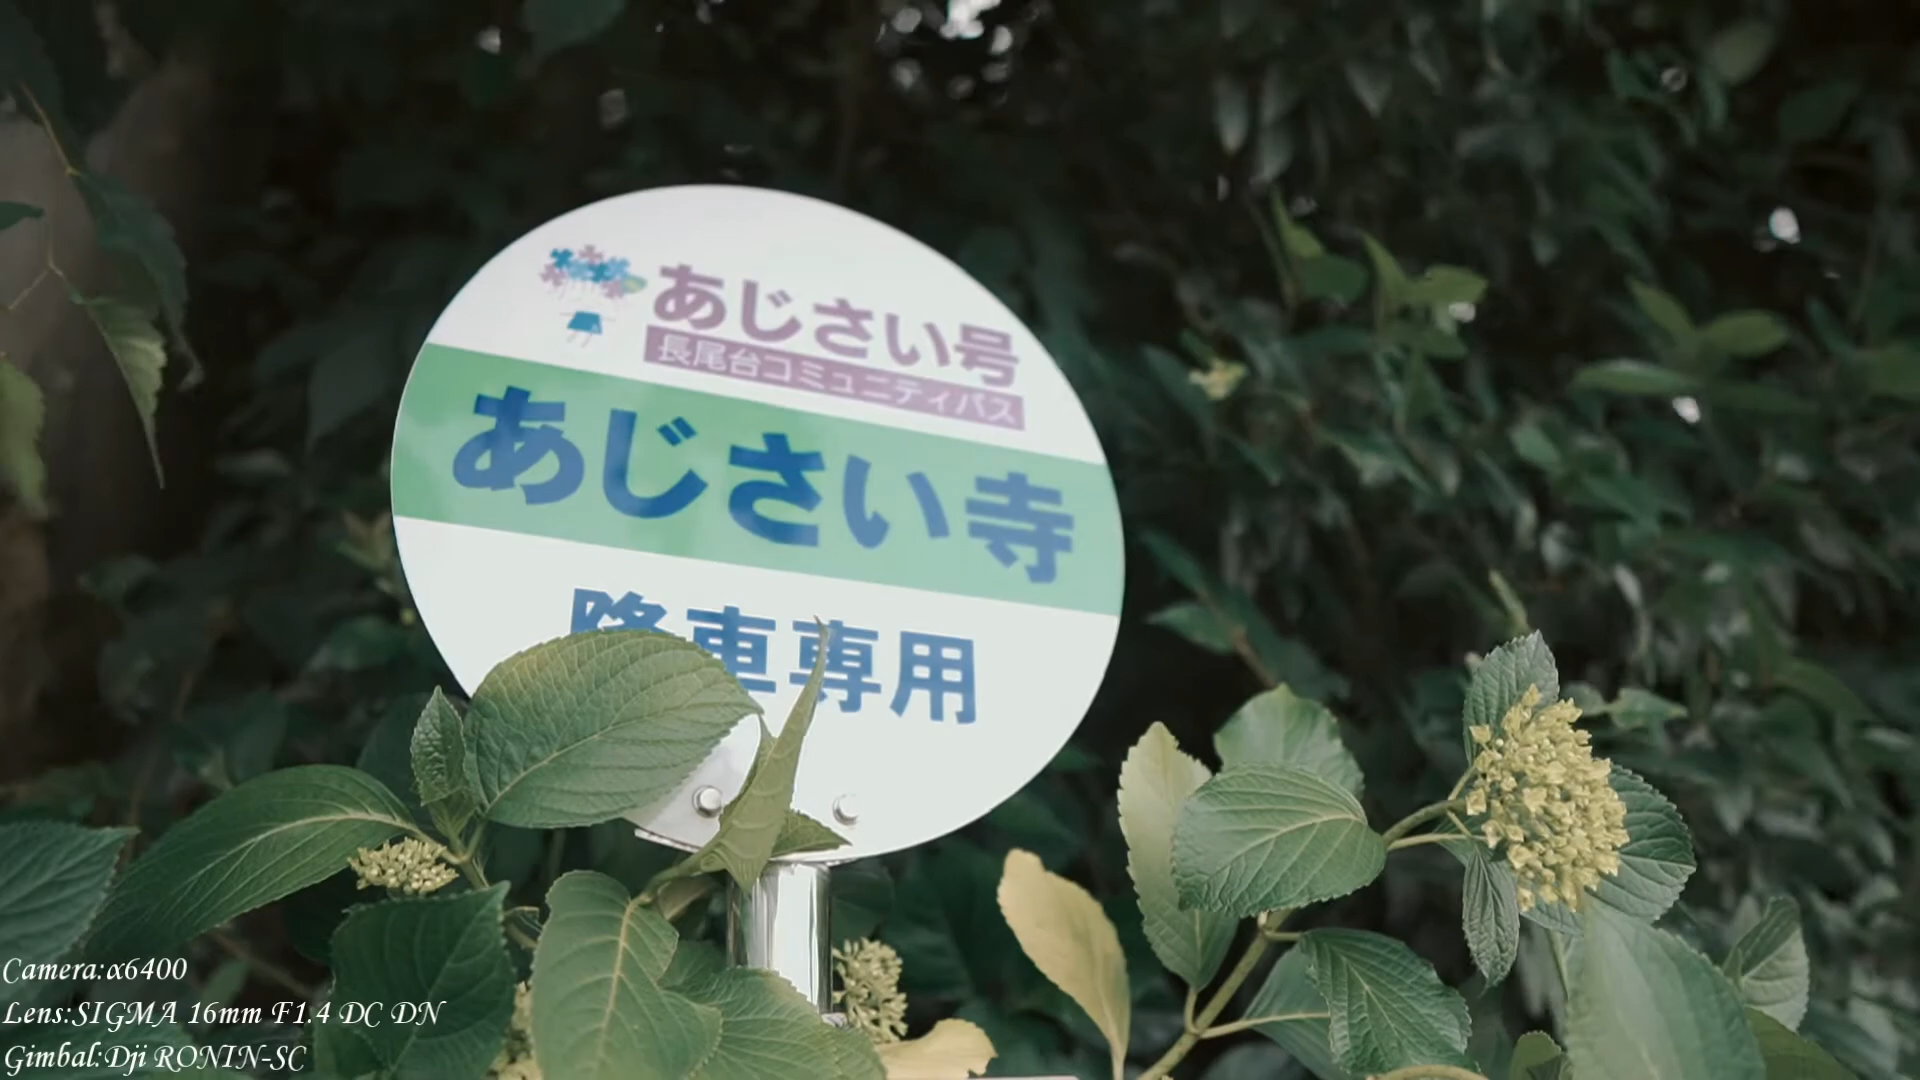 あじさい号
長尾台コミュニティバス
あじさい寺
降車専用
Camera:α6400
Lens:SIGMA 16mm F1.4 DC DN
Gimbal:Dji RONIN-SC